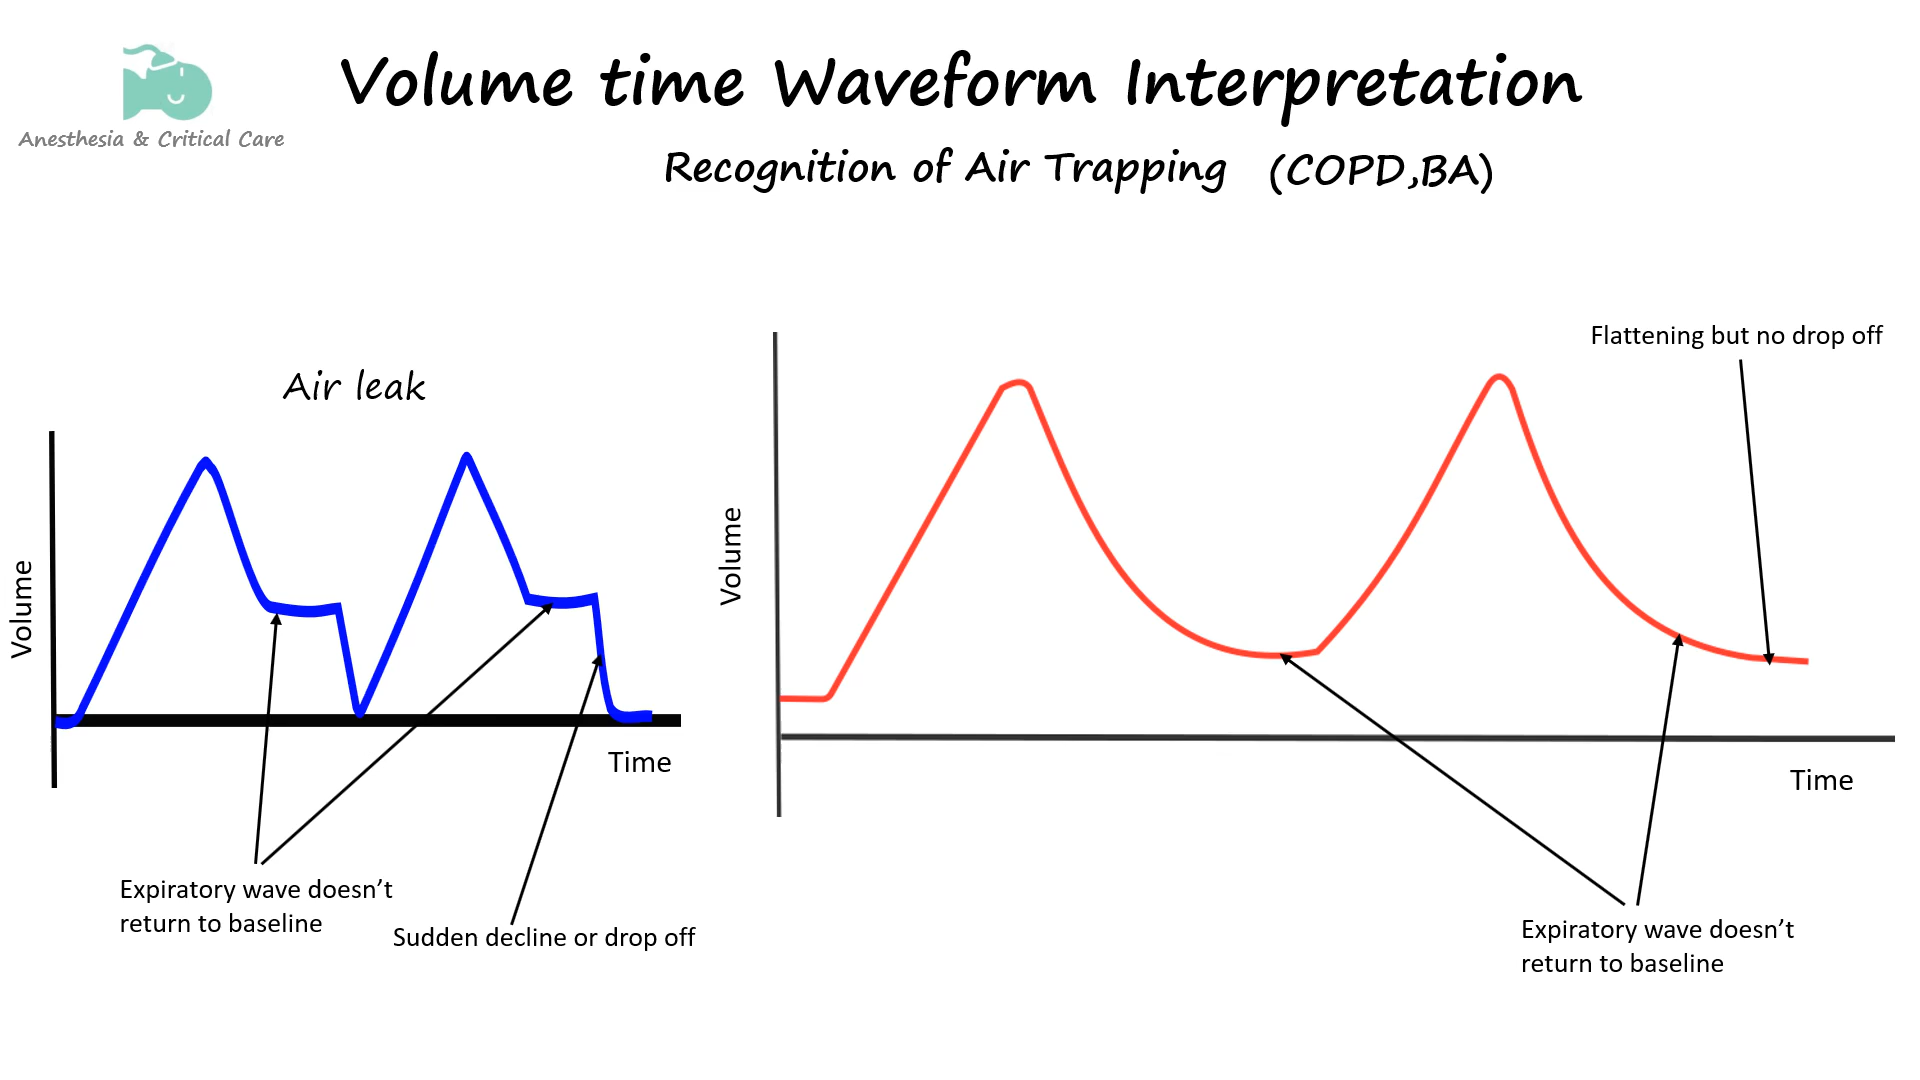 Volume time Waveform Interpretation
Anesthesia & Critical Care
Recognition of Air Trapping (COPD,BA)
Air leak
Volume
Time
Expiratory wave doesn’t
return to baseline
Sudden decline or drop off
Flattening but no drop off
Volume
Time
Expiratory wave doesn’t
return to baseline